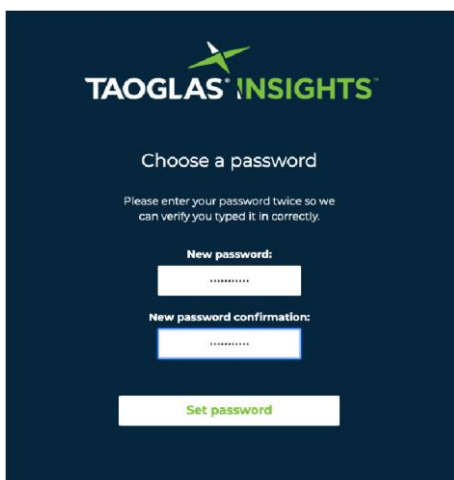 TAOGLAS® INSIGHTS™
Choose a password
Please enter your password twice so we
can verify you typed it in correctly.
New password:
···········
New password confirmation:
···········
Set password